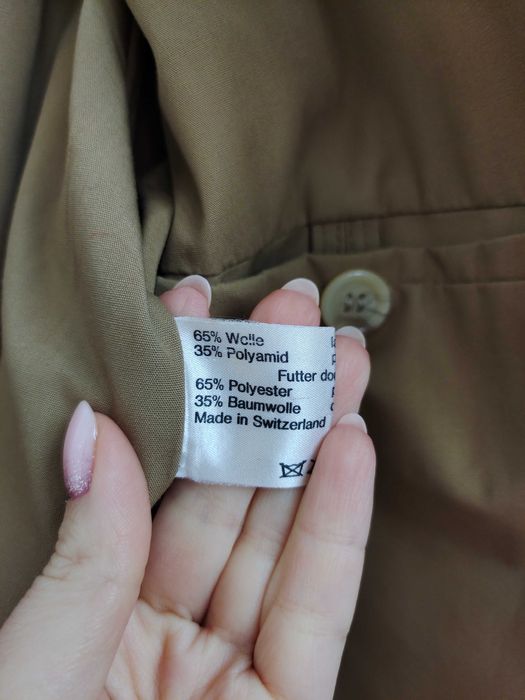 65% Wolle
35% Polyamid
Futter
65% Polyester
35% Baumwolle
Made in Switzerland